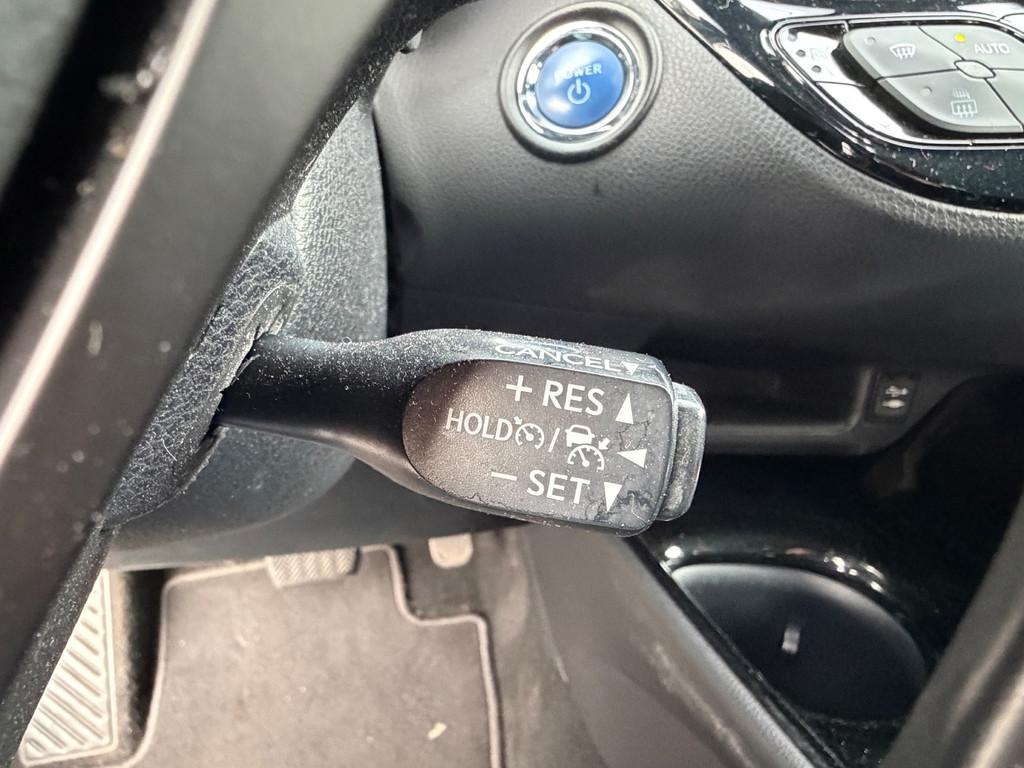 POWER
AUTO
CANCEL▼
+ RES ▲
HOLD /
– SET ▼